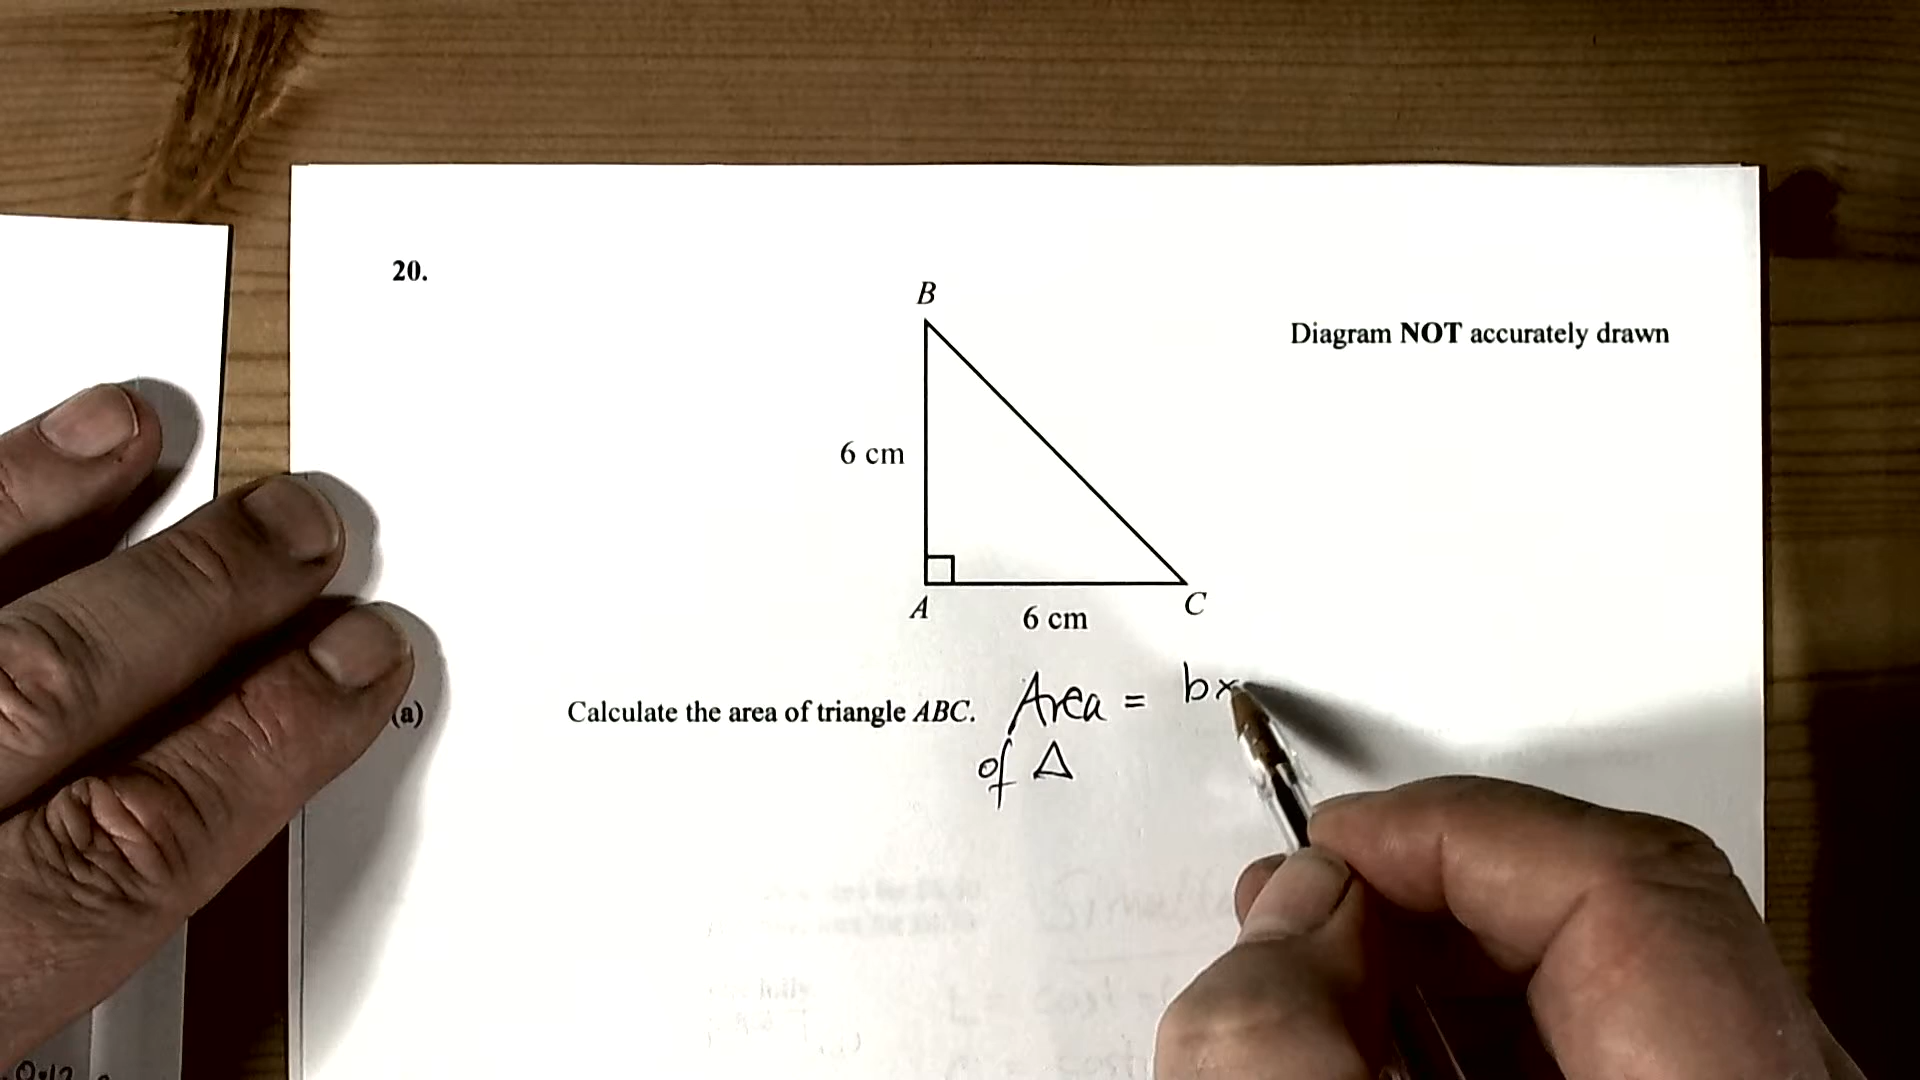 20.
B
Diagram NOT accurately drawn
6 cm
A
C
6 cm
(a) Calculate the area of triangle ABC. Area = b×
of Δ